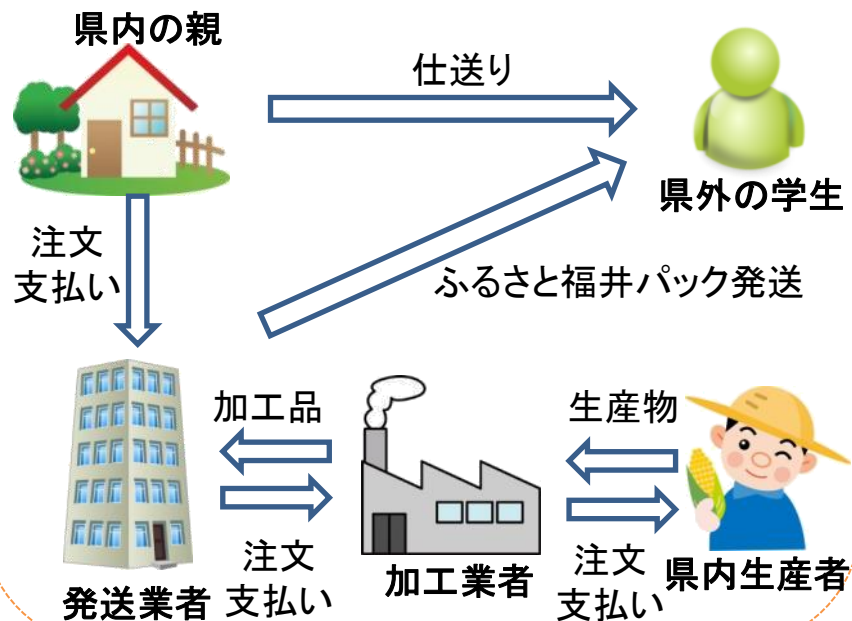 県内の親
仕送り
県外の学生
注文
支払い
ふるさと福井パック発送
加工品
生産物
注文
支払い
注文
支払い
発送業者
加工業者
県内生産者